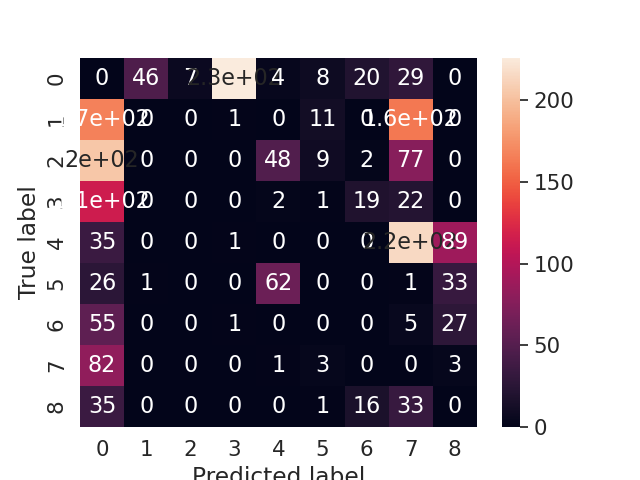 0 0 46 7 2.3e+02 4 8 20 29 0
1 7e+02 0 0 1 0 11 0 1.6e+02 0
2 2e+02 0 0 0 48 9 2 77 0
3 1e+02 0 0 0 2 1 19 22 0
4 35 0 0 1 0 0 0 2.2e+02 89
5 26 1 0 0 62 0 0 1 33
6 55 0 0 1 0 0 0 5 27
7 82 0 0 0 1 3 0 0 3
8 35 0 0 0 0 1 16 33 0
0 1 2 3 4 5 6 7 8
Predicted label
True label
200
150
100
50
0